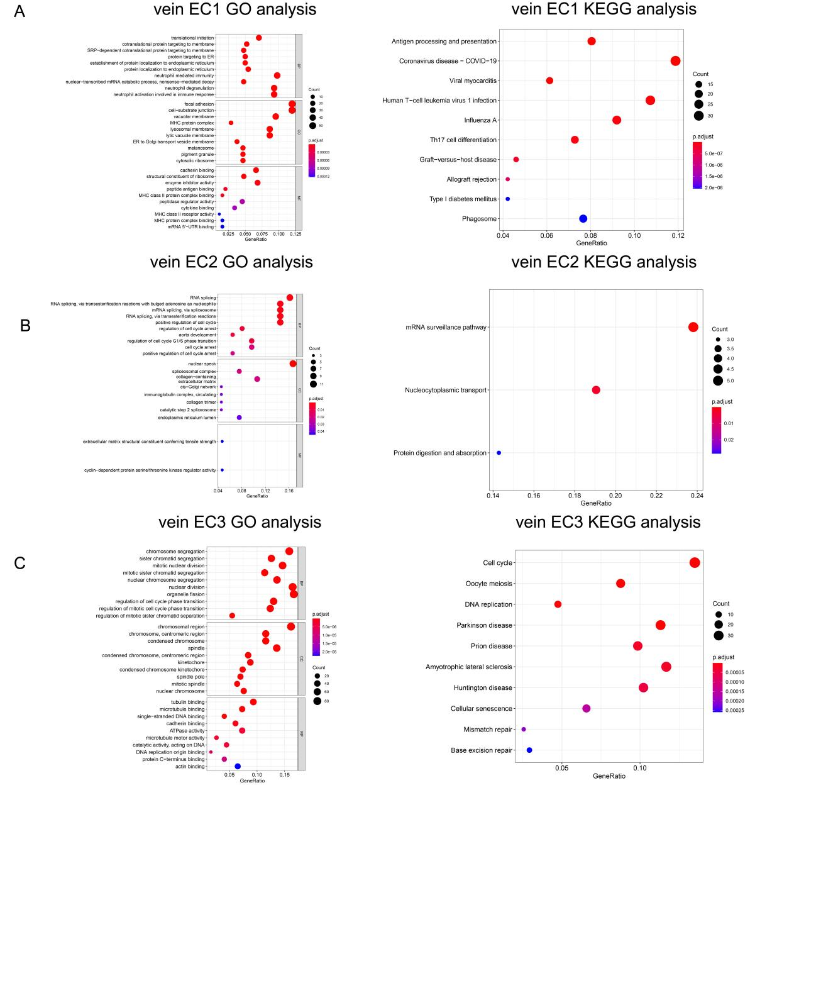 A
vein EC1 GO analysis
translational initiation
cotranslational protein targeting to membrane
SRP−dependent cotranslational protein targeting to membrane
protein targeting to ER
establishment of protein localization to endoplasmic reticulum
protein localization to endoplasmic reticulum
neutrophil mediated immunity
nuclear−transcribed mRNA catabolic process, nonsense−mediated decay
neutrophil degranulation
neutrophil activation involved in immune response
BP
focal adhesion
cell−substrate junction
vacuolar membrane
MHC protein complex
lysosomal membrane
lytic vacuole membrane
ER to Golgi transport vesicle membrane
melanosome
pigment granule
cytosolic ribosome
CC
cadherin binding
structural constituent of ribosome
enzyme inhibitor activity
peptide antigen binding
MHC class II protein complex binding
peptidase regulator activity
cytokine binding
MHC class II receptor activity
MHC protein complex binding
mRNA 5'−UTR binding
MF
0.025 0.050 0.075 0.100 0.125
GeneRatio
Count
10
20
30
40
50
p.adjust
0.00003
0.00006
0.00009
0.00012
vein EC1 KEGG analysis
Antigen processing and presentation
Coronavirus disease − COVID−19
Viral myocarditis
Human T−cell leukemia virus 1 infection
Influenza A
Th17 cell differentiation
Graft−versus−host disease
Allograft rejection
Type I diabetes mellitus
Phagosome
0.04 0.06 0.08 0.10 0.12
GeneRatio
Count
15
20
25
30
p.adjust
5.0e−07
1.0e−06
1.5e−06
2.0e−06
B
vein EC2 GO analysis
RNA splicing
RNA splicing, via transesterification reactions with bulged adenosine as nucleophile
mRNA splicing, via spliceosome
RNA splicing, via transesterification reactions
positive regulation of cell cycle
regulation of cell cycle arrest
aorta development
regulation of cell cycle G1/S phase transition
cell cycle arrest
positive regulation of cell cycle arrest
BP
nuclear speck
spliceosomal complex
collagen−containing
extracellular matrix
cis−Golgi network
immunoglobulin complex, circulating
collagen trimer
catalytic step 2 spliceosome
endoplasmic reticulum lumen
CC
extracellular matrix structural constituent conferring tensile strength
cyclin−dependent protein serine/threonine kinase regulator activity
MF
0.04 0.08 0.12 0.16
GeneRatio
Count
3
5
7
9
11
p.adjust
0.01
0.02
0.03
0.04
vein EC2 KEGG analysis
mRNA surveillance pathway
Nucleocytoplasmic transport
Protein digestion and absorption
0.14 0.16 0.18 0.20 0.22 0.24
GeneRatio
Count
3.0
3.5
4.0
4.5
5.0
p.adjust
0.01
0.02
C
vein EC3 GO analysis
chromosome segregation
sister chromatid segregation
mitotic nuclear division
mitotic sister chromatid segregation
nuclear chromosome segregation
nuclear division
organelle fission
regulation of cell cycle phase transition
regulation of mitotic cell cycle phase transition
regulation of mitotic sister chromatid separation
BP
chromosomal region
chromosome, centromeric region
condensed chromosome
spindle
condensed chromosome, centromeric region
kinetochore
condensed chromosome kinetochore
spindle pole
mitotic spindle
nuclear chromosome
CC
tubulin binding
microtubule binding
single−stranded DNA binding
cadherin binding
ATPase activity
microtubule motor activity
catalytic activity, acting on DNA
DNA replication origin binding
protein C−terminus binding
actin binding
MF
0.05 0.10 0.15
GeneRatio
p.adjust
5.0e−06
1.0e−05
1.5e−05
2.0e−05
Count
20
40
60
80
vein EC3 KEGG analysis
Cell cycle
Oocyte meiosis
DNA replication
Parkinson disease
Prion disease
Amyotrophic lateral sclerosis
Huntington disease
Cellular senescence
Mismatch repair
Base excision repair
0.05 0.10
GeneRatio
Count
10
20
30
p.adjust
0.00005
0.00010
0.00015
0.00020
0.00025